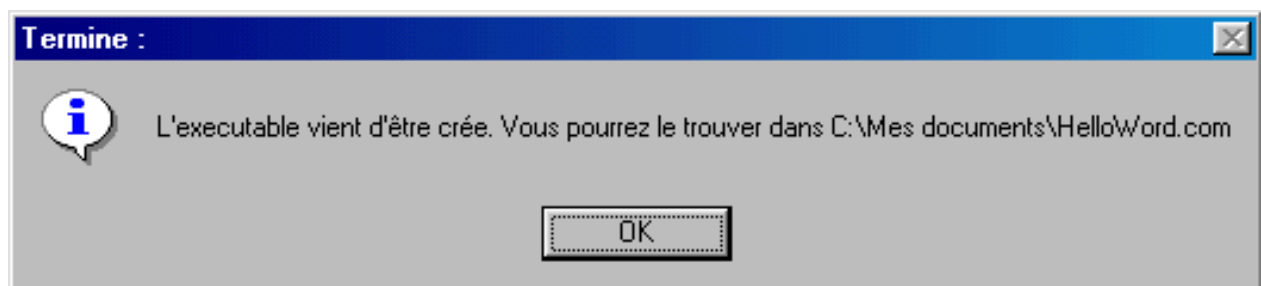 Termine :
L'executable vient d'être crée. Vous pourrez le trouver dans C:\Mes documents\HelloWord.com
OK